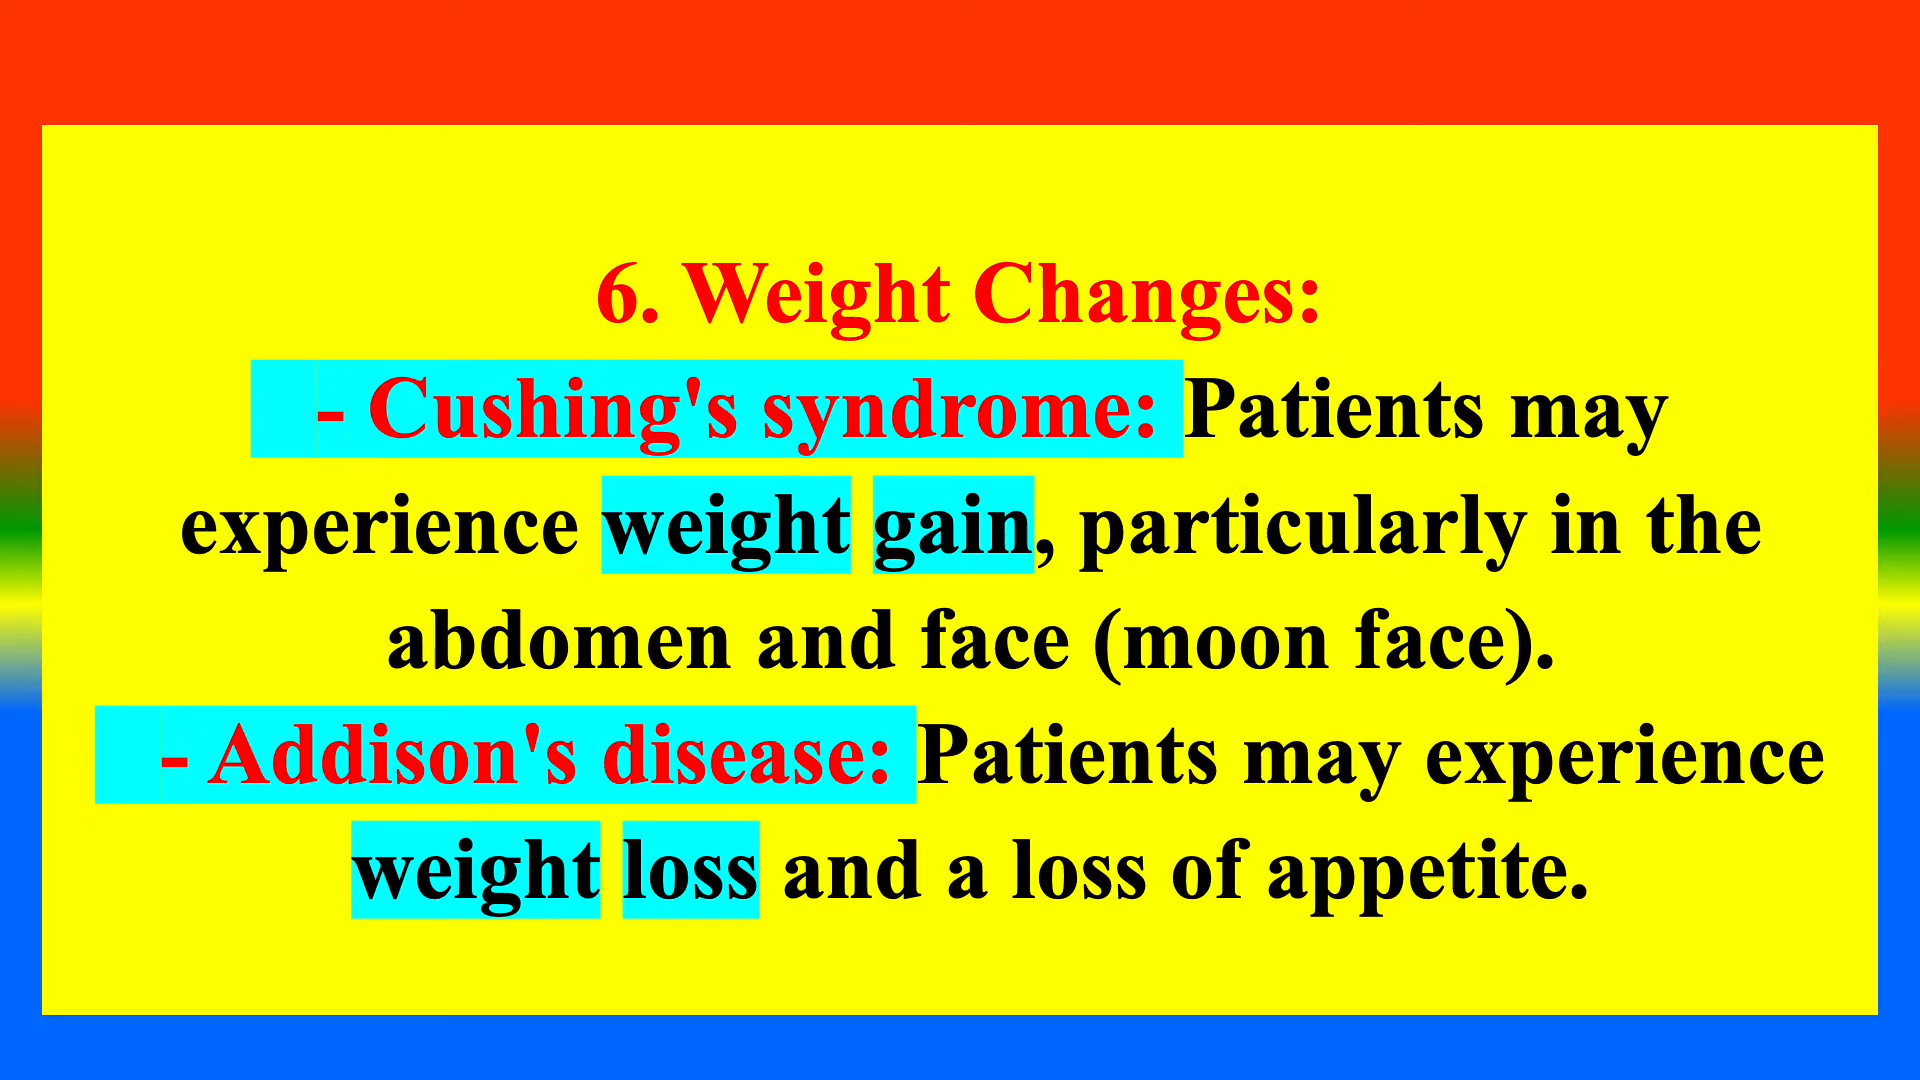 6. Weight Changes:
- Cushing's syndrome: Patients may
experience weight gain, particularly in the
abdomen and face (moon face).
- Addison's disease: Patients may experience
weight loss and a loss of appetite.